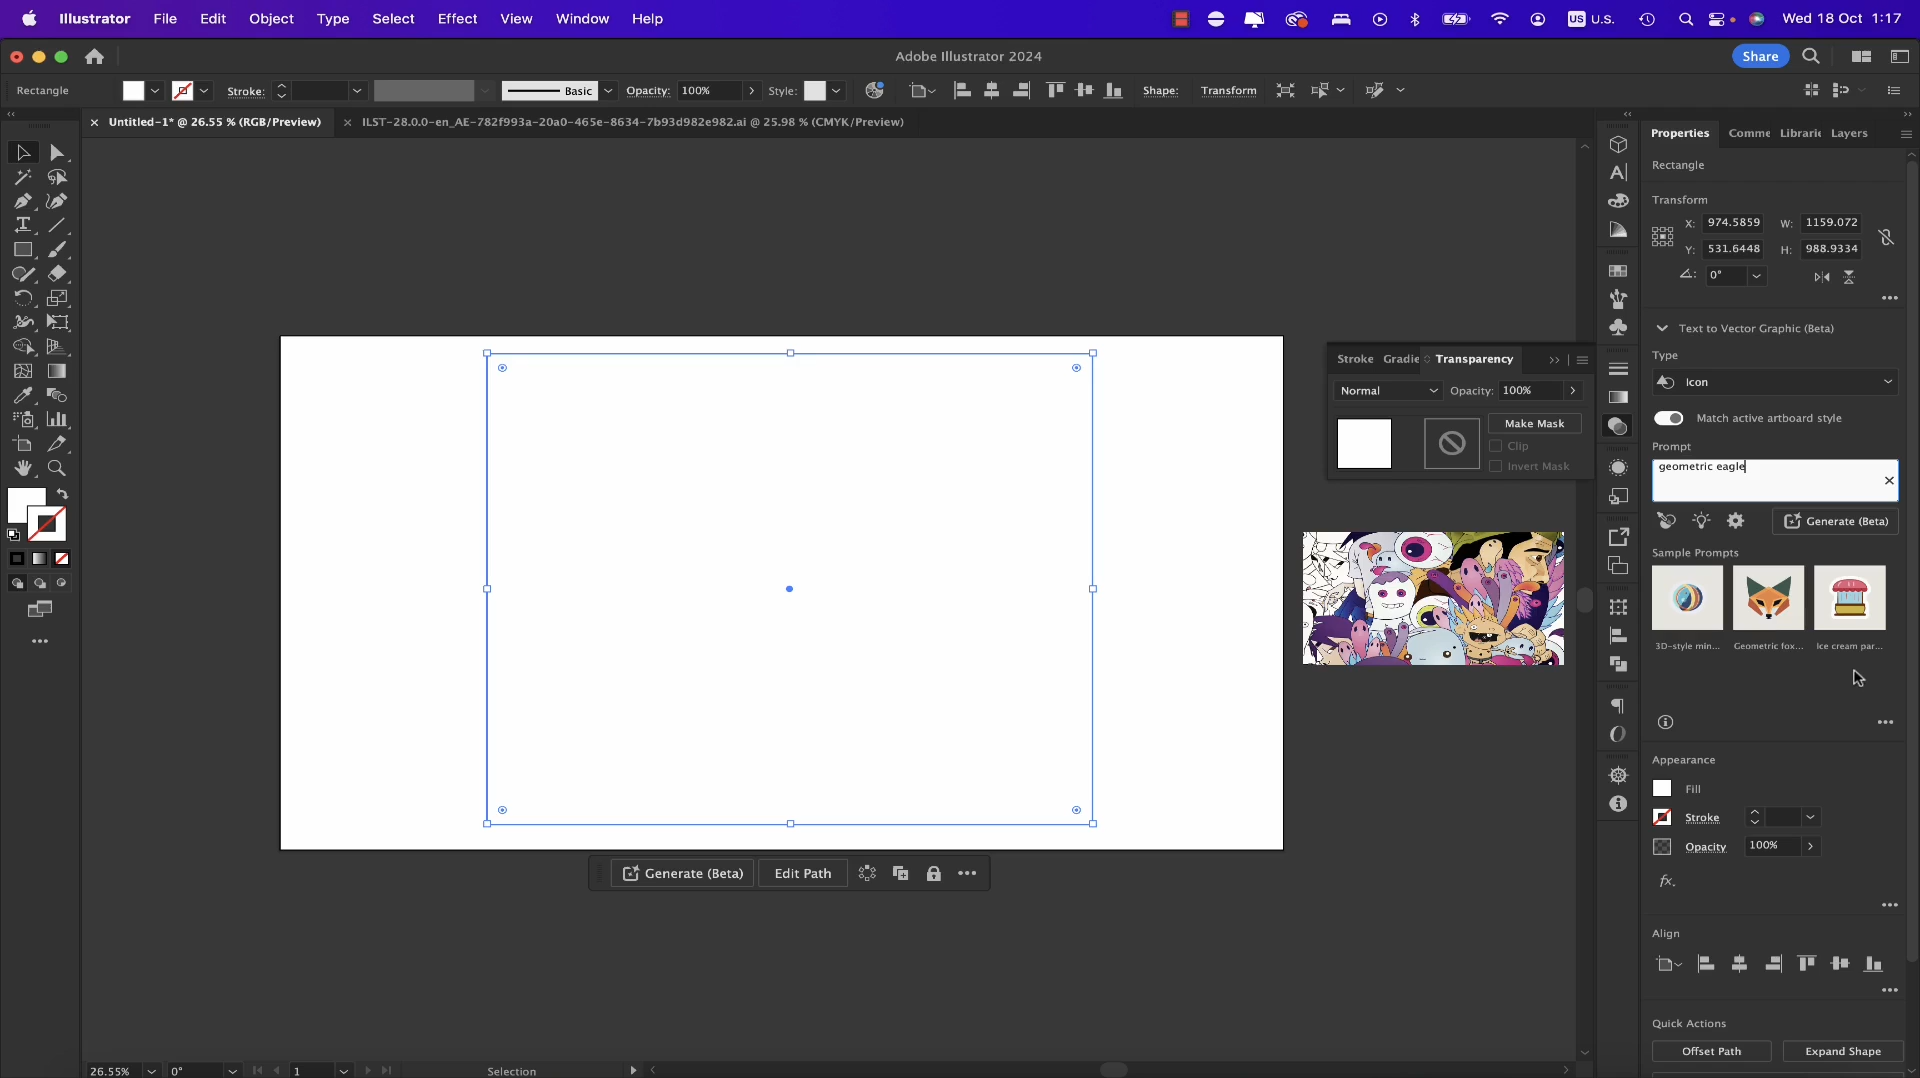 Illustrator File Edit Object Type Select Effect View Window Help US U.S. Wed 18 Oct 1:17
Adobe Illustrator 2024 Share
Rectangle Stroke: Basic Opacity: 100% Style: Shape: Transform
Untitled-1* @ 26.55 % (RGB/Preview) ILST-28.0.0-en_AE-782f993a-20a0-465e-8634-7b93d982e982.ai @ 25.98 % (CMYK/Preview)
Properties Comme Librarie Layers
Rectangle
Transform
X: 974.5859 W: 1159.072
Y: 531.6448 H: 988.9334
0°
Text to Vector Graphic (Beta)
Type
Icon
Match active artboard style
Prompt
geometric eagle
Generate (Beta)
Sample Prompts
3D-style min... Geometric fox... Ice cream par...
Appearance
Fill
Stroke
Opacity 100%
fx.
Align
Quick Actions
Offset Path Expand Shape
Stroke Gradie Transparency
Normal Opacity: 100%
Make Mask
Clip
Invert Mask
Generate (Beta) Edit Path
26.55% 0° 1 Selection